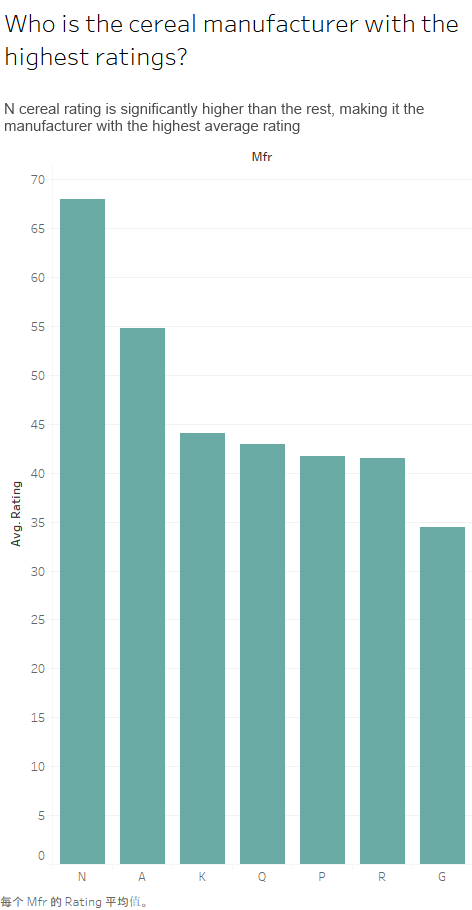 Who is the cereal manufacturer with the
highest ratings?
N cereal rating is significantly higher than the rest, making it the
manufacturer with the highest average rating
Mfr
70
65
60
55
50
45
40
35
30
25
20
15
10
5
0
Avg. Rating
N A K Q P R G
每个 Mfr 的 Rating 平均值。